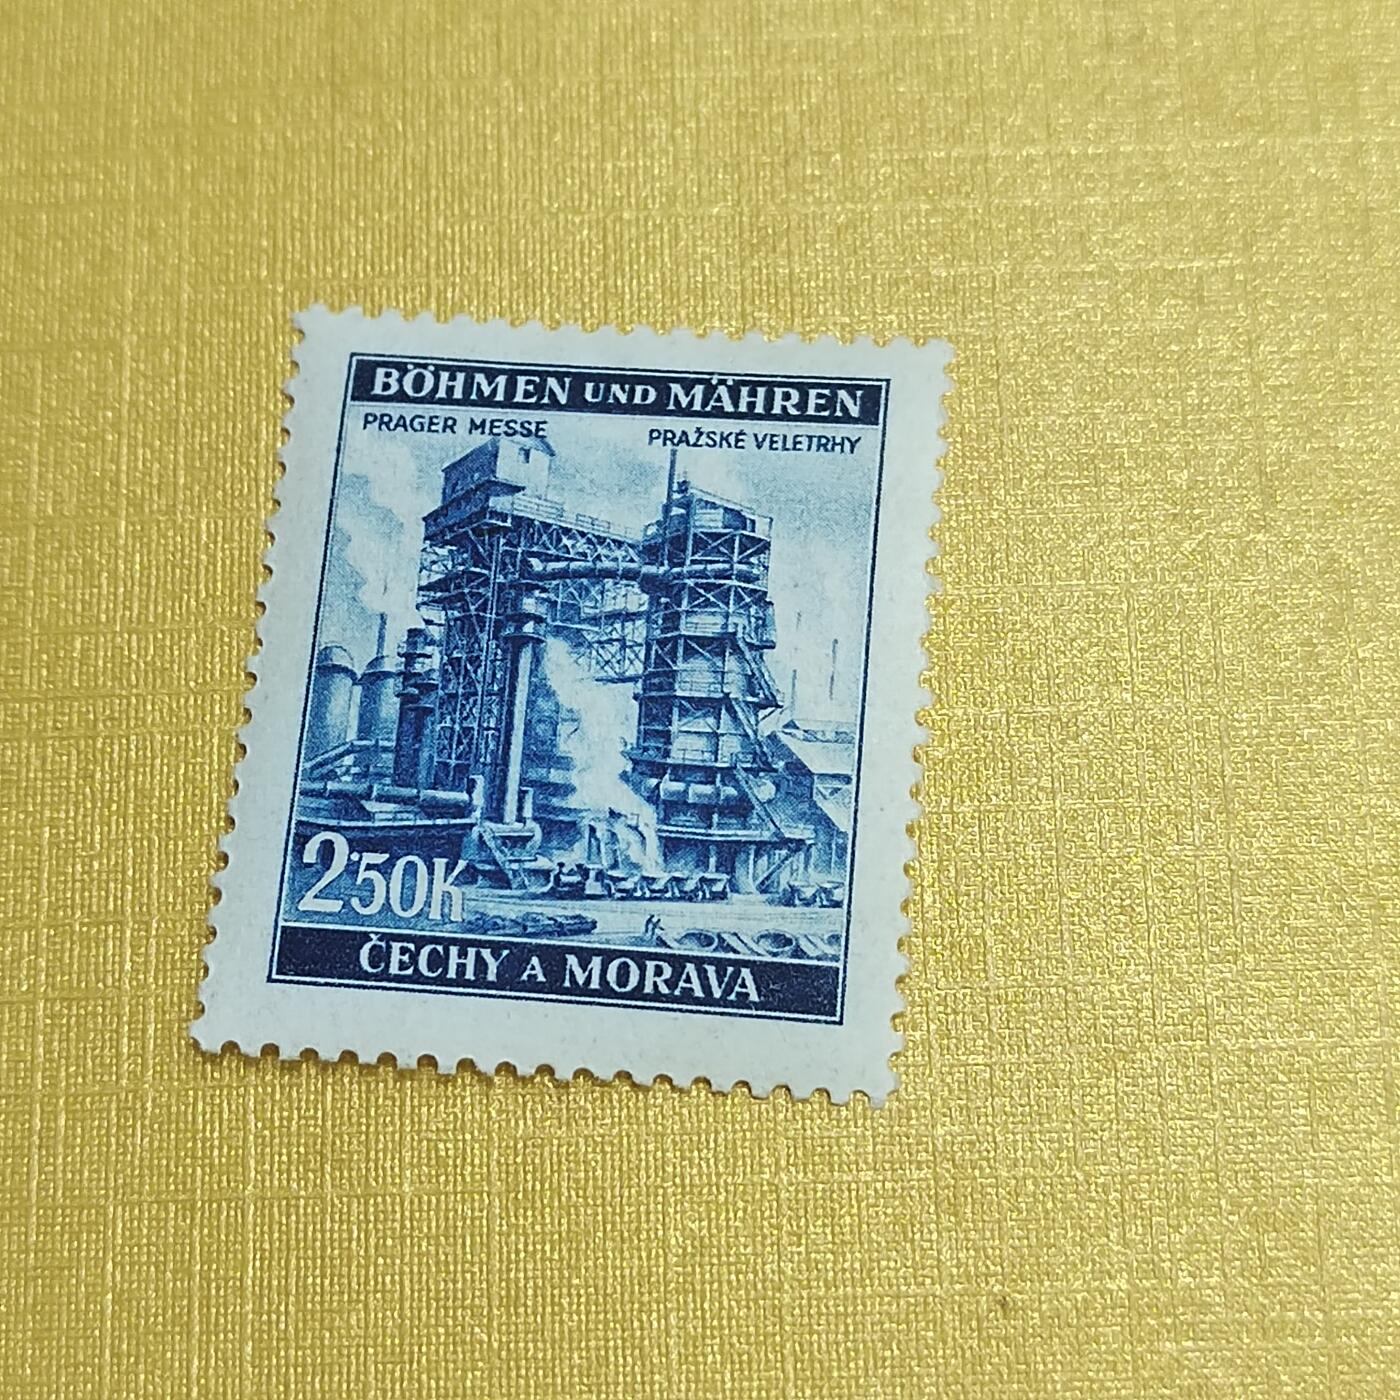 BÖHMEN UND MÄHREN
PRAGER MESSE
PRAŽSKÉ VELETRHY
2·50K
ČECHY A MORAVA